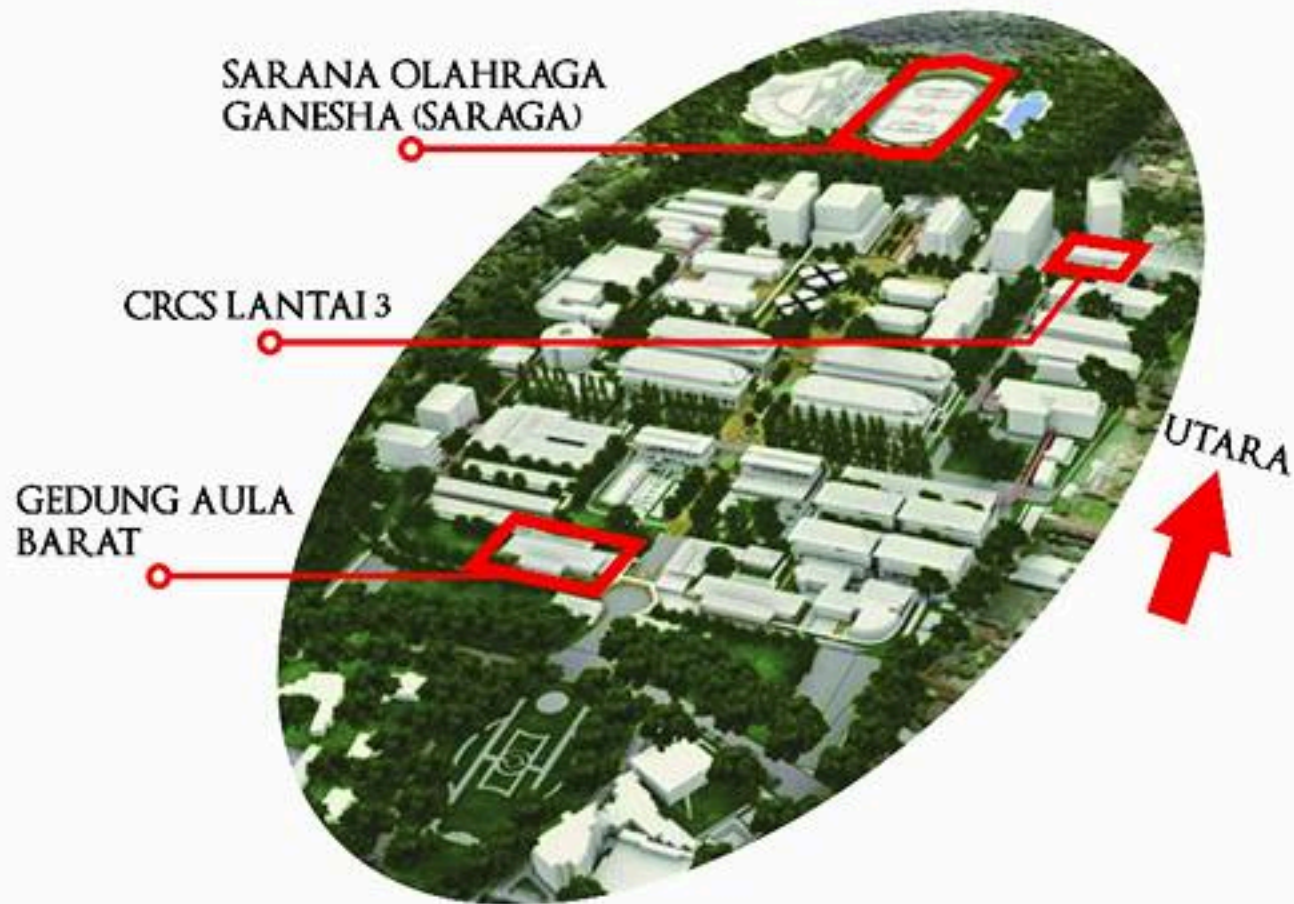 SARANA OLAHRAGA
GANESHA (SARAGA)
CRCS LANTAI 3
UTARA
GEDUNG AULA
BARAT